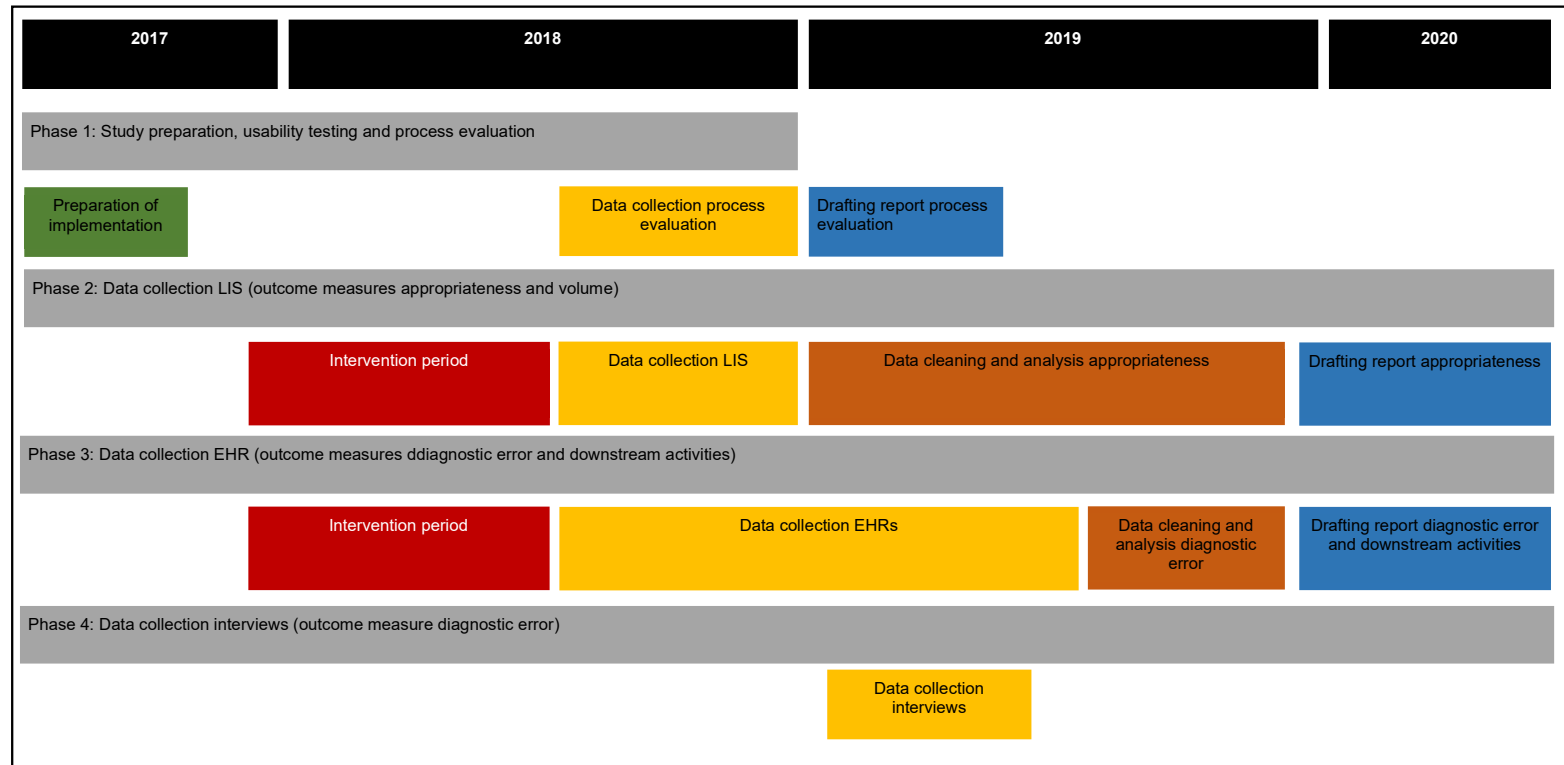 2017
2018
2019
2020
Phase 1: Study preparation, usability testing and process evaluation
Preparation of
implementation
Data collection process
evaluation
Drafting report process
evaluation
Phase 2: Data collection LIS (outcome measures appropriateness and volume)
Intervention period
Data collection LIS
Data cleaning and analysis appropriateness
Drafting report appropriateness
Phase 3: Data collection EHR (outcome measures ddiagnostic error and downstream activities)
Intervention period
Data collection EHRs
Data cleaning and
analysis diagnostic
error
Drafting report diagnostic error
and downstream activities
Phase 4: Data collection interviews (outcome measure diagnostic error)
Data collection
interviews